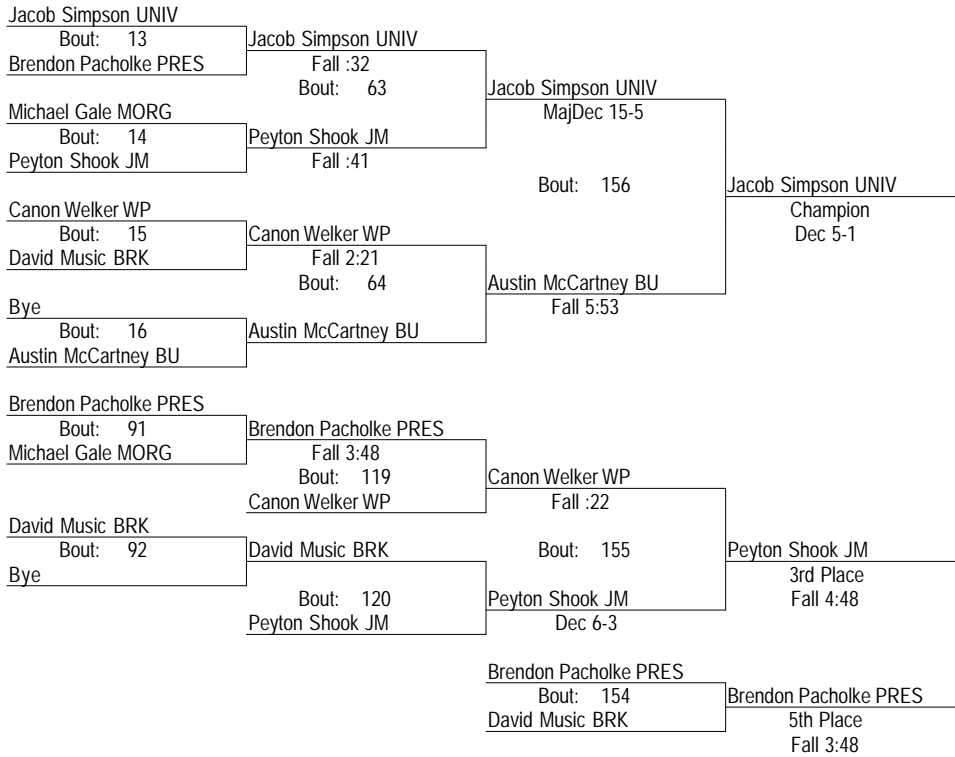 Jacob Simpson UNIV
Bout: 13
Brendon Pacholke PRES
Jacob Simpson UNIV
Fall :32
Bout: 63
Michael Gale MORG
Bout: 14
Peyton Shook JM
Peyton Shook JM
Fall :41
Jacob Simpson UNIV
MajDec 15-5
Bout: 156
Canon Welker WP
Bout: 15
David Music BRK
Canon Welker WP
Fall 2:21
Bout: 64
Bye
Bout: 16
Austin McCartney BU
Austin McCartney BU
Austin McCartney BU
Fall 5:53
Jacob Simpson UNIV
Champion
Dec 5-1
Brendon Pacholke PRES
Bout: 91
Michael Gale MORG
Brendon Pacholke PRES
Fall 3:48
Bout: 119
Canon Welker WP
Canon Welker WP
Fall :22
Bout: 155
David Music BRK
Bout: 92
Bye
David Music BRK
Bout: 120
Peyton Shook JM
Peyton Shook JM
Dec 6-3
Peyton Shook JM
3rd Place
Fall 4:48
Brendon Pacholke PRES
Bout: 154
David Music BRK
Brendon Pacholke PRES
5th Place
Fall 3:48